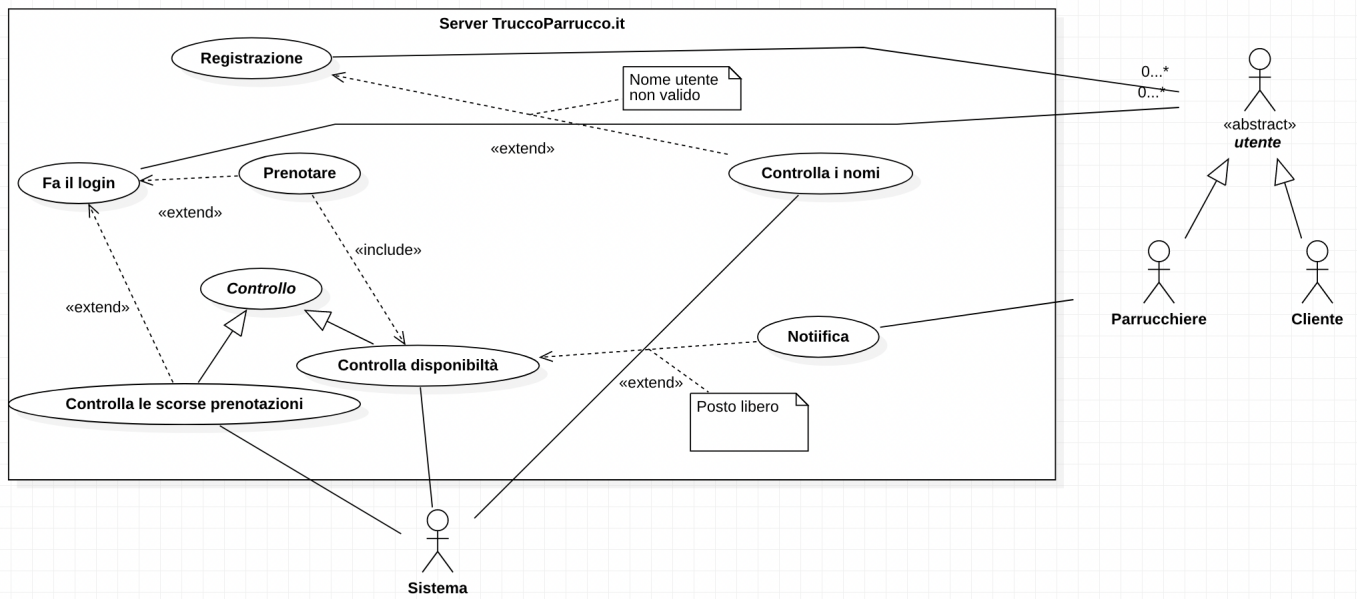 Server TruccoParrucco.it
Registrazione
Nome utente
non valido
0...*
0...*
«abstract»
utente
«extend»
Fa il login
Prenotare
Controlla i nomi
«extend»
«include»
Controllo
«extend»
Parrucchiere
Cliente
Notiifica
Controlla disponibiltà
«extend»
Controlla le scorse prenotazioni
Posto libero
Sistema